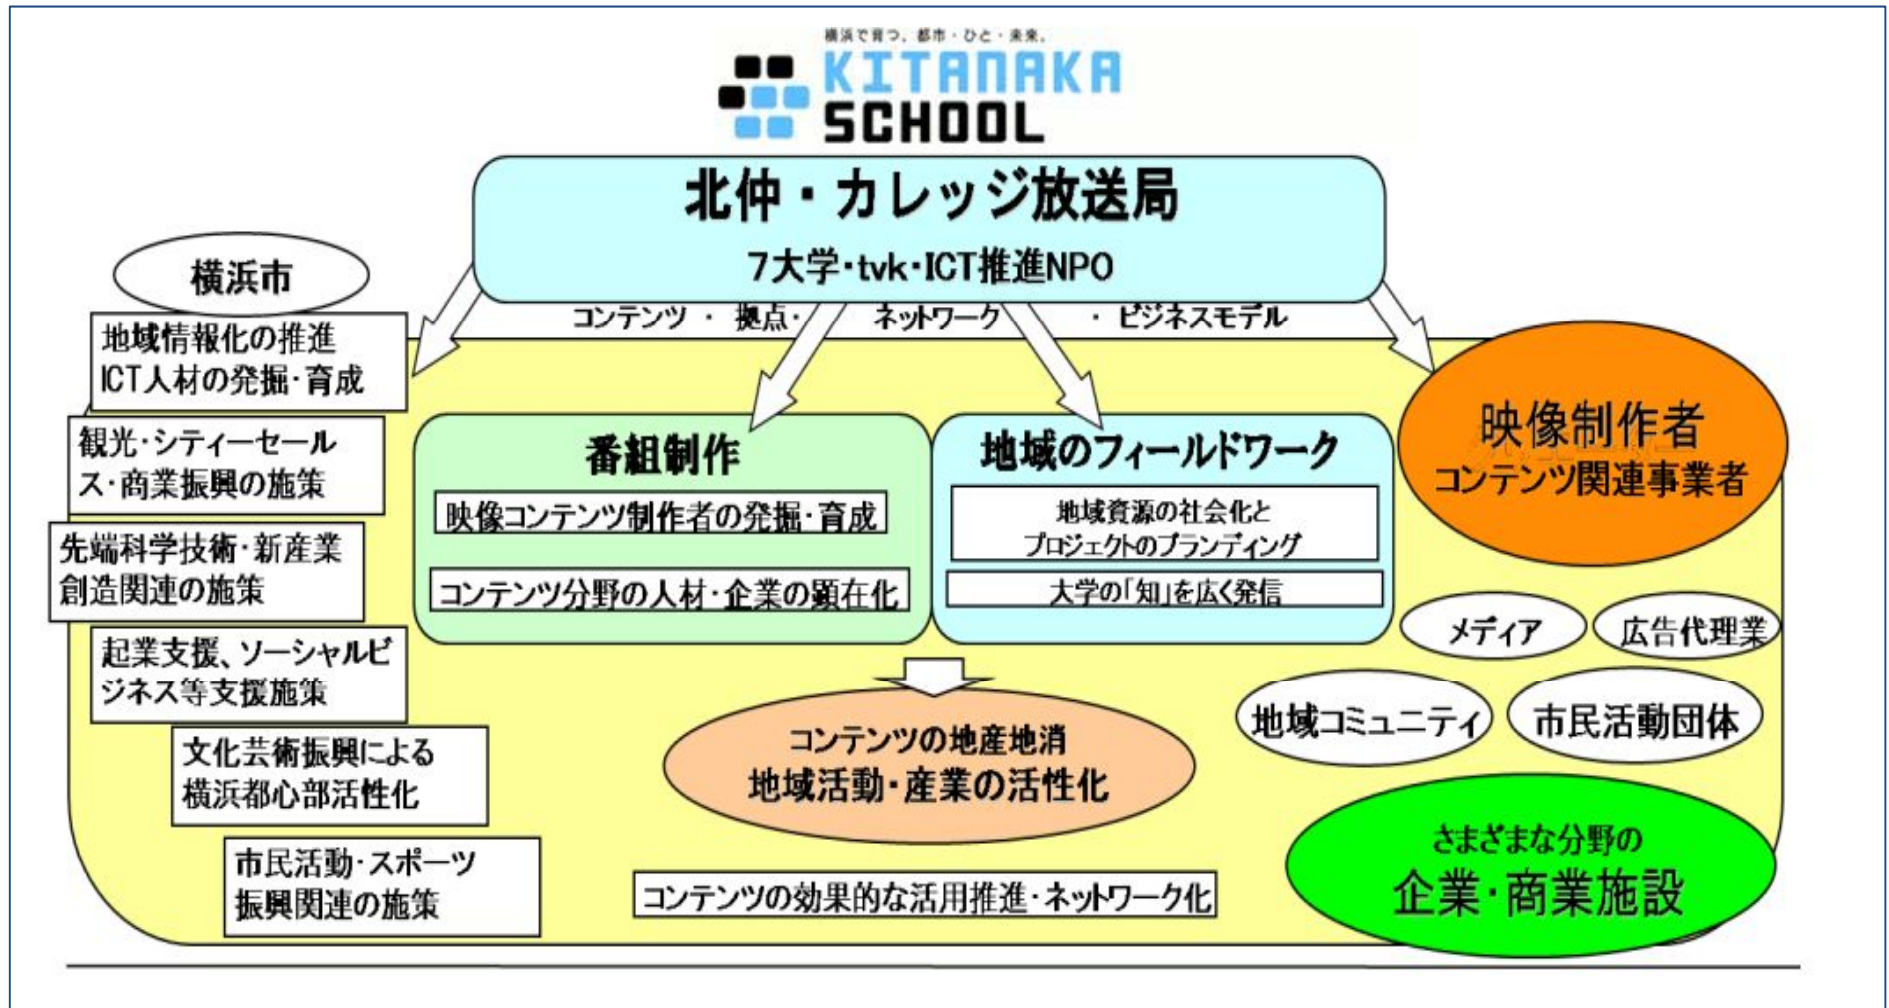 横浜で育つ、都市・ひと・未来。
KITANAKA
SCHOOL
北仲・カレッジ放送局
7大学・tvk・ICT推進NPO
コンテンツ ・ 拠点・ ネットワーク ・ ビジネスモデル
横浜市
地域情報化の推進
ICT人材の発掘・育成
観光・シティーセール
ス・商業振興の施策
先端科学技術・新産業
創造関連の施策
起業支援、ソーシャルビ
ジネス等支援施策
文化芸術振興による
横浜都心部活性化
市民活動・スポーツ
振興関連の施策
番組制作
映像コンテンツ制作者の発掘・育成
コンテンツ分野の人材・企業の顕在化
地域のフィールドワーク
地域資源の社会化と
プロジェクトのブランディング
大学の「知」を広く発信
コンテンツの地産地消
地域活動・産業の活性化
コンテンツの効果的な活用推進・ネットワーク化
映像制作者
コンテンツ関連事業者
メディア
広告代理業
地域コミュニティ
市民活動団体
さまざまな分野の
企業・商業施設